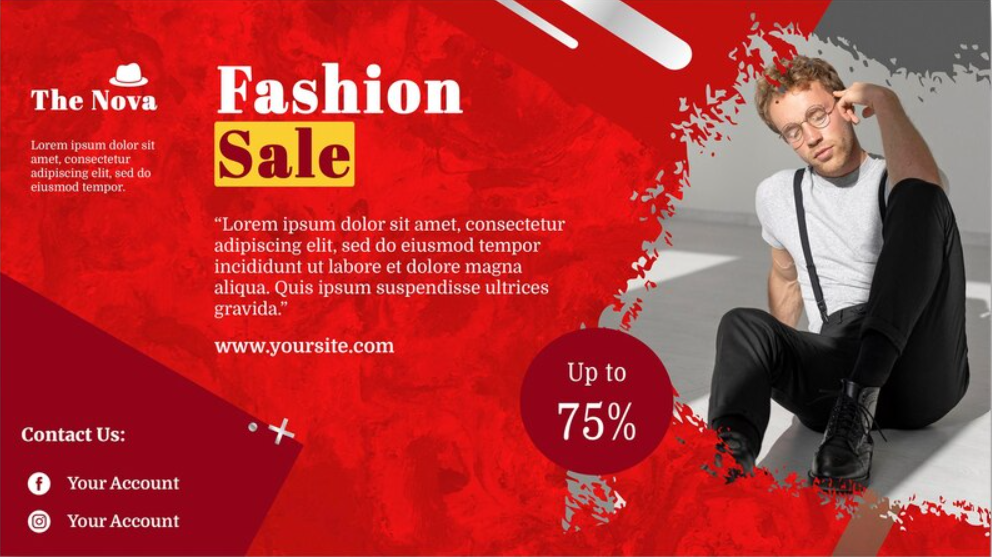 The Nova
Lorem ipsum dolor sit
amet, consectetur
adipiscing elit, sed do
eiusmod tempor.
Fashion
Sale
“Lorem ipsum dolor sit amet, consectetur
adipiscing elit, sed do eiusmod tempor
incididunt ut labore et dolore magna
aliqua. Quis ipsum suspendisse ultrices
gravida.”
www.yoursite.com
Up to
75%
Contact Us:
Your Account
Your Account